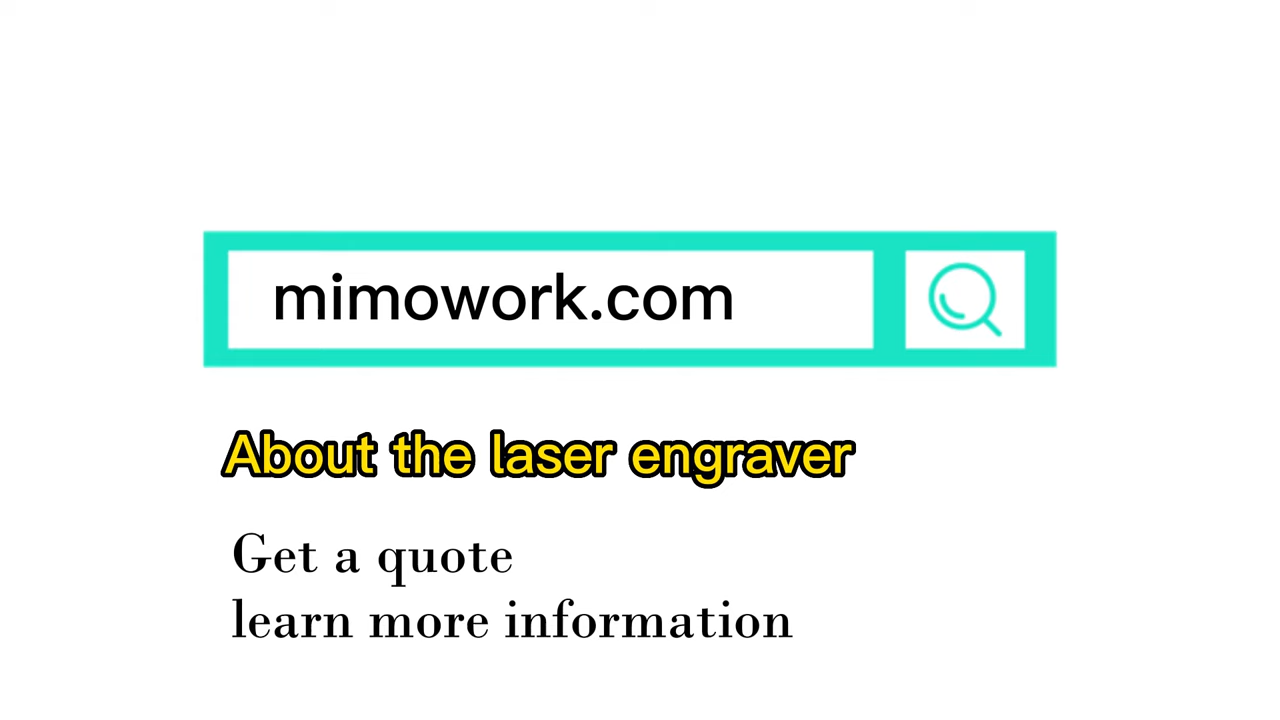 mimowork.com
About the laser engraver
Get a quote
learn more information